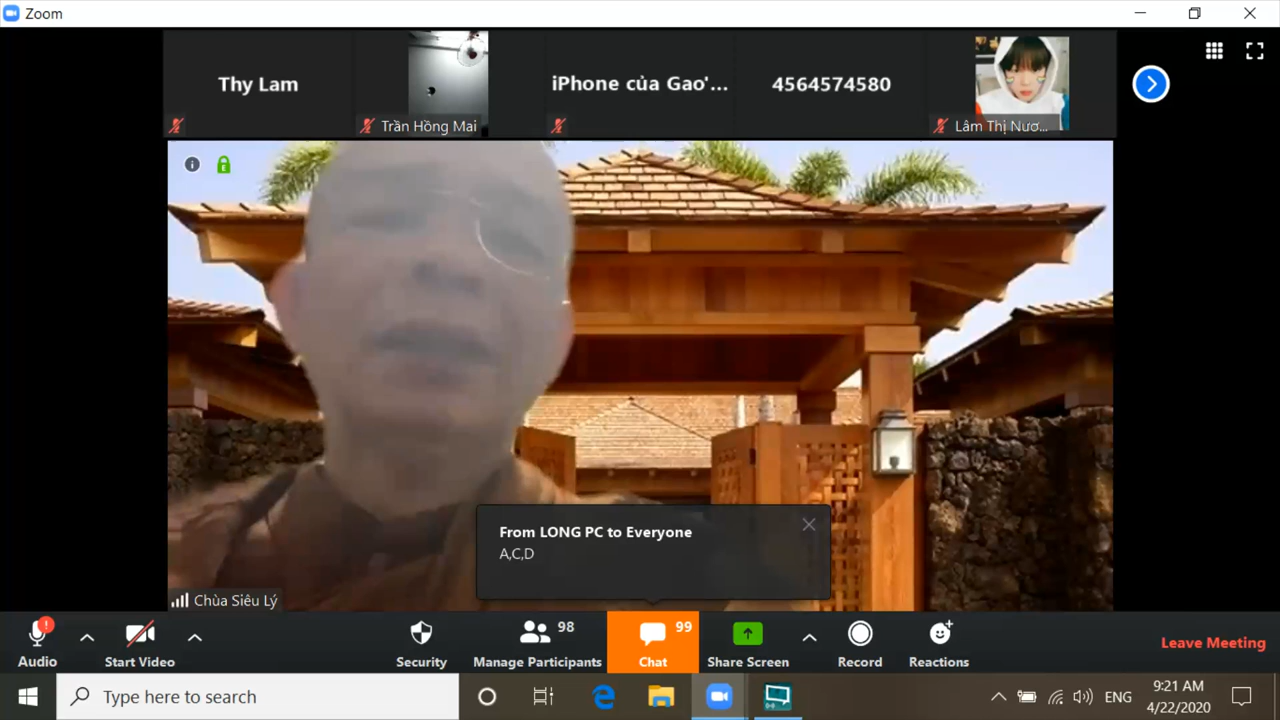 Zoom
Thy Lam
Trần Hồng Mai
iPhone của Gao'...
4564574580
Lâm Thị Nươ...
From LONG PC to Everyone
A,C,D
Chùa Siêu Lý
98
99
Audio
Start Video
Security
Manage Participants
Chat
Share Screen
Record
Reactions
Leave Meeting
Type here to search
ENG
9:21 AM
4/22/2020